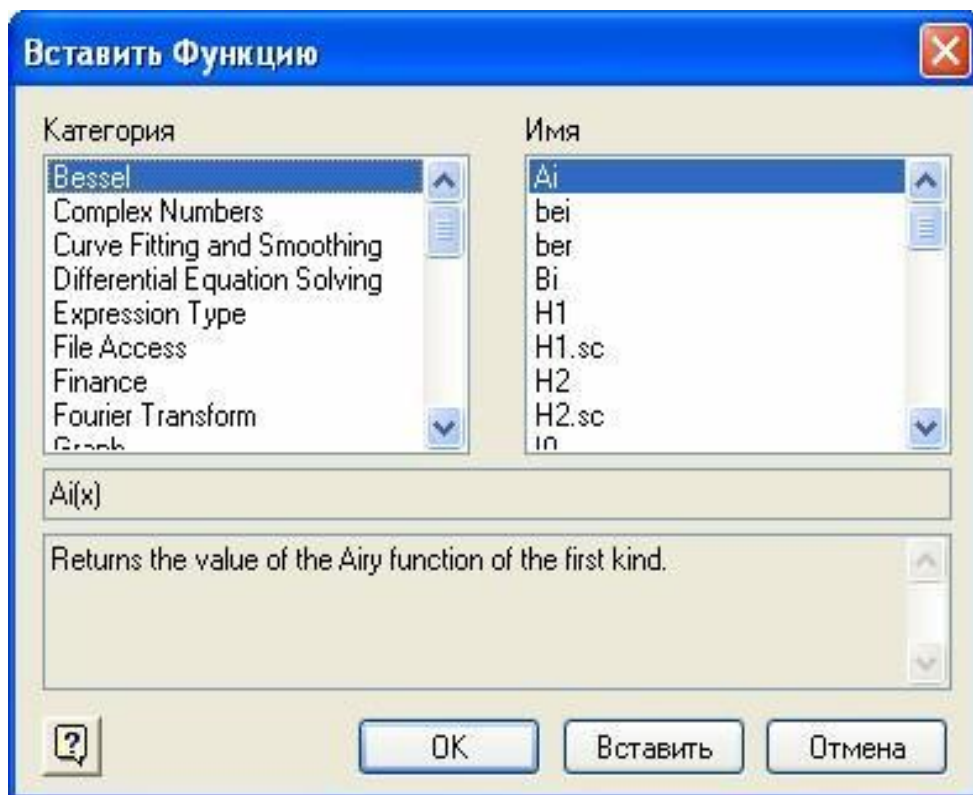 Вставить Функцию
Категория
Bessel
Complex Numbers
Curve Fitting and Smoothing
Differential Equation Solving
Expression Type
File Access
Finance
Fourier Transform
Graph
Имя
Ai
bei
ber
Bi
H1
H1.sc
H2
H2.sc
I0
Ai(x)
Returns the value of the Airy function of the first kind.
OK
Вставить
Отмена